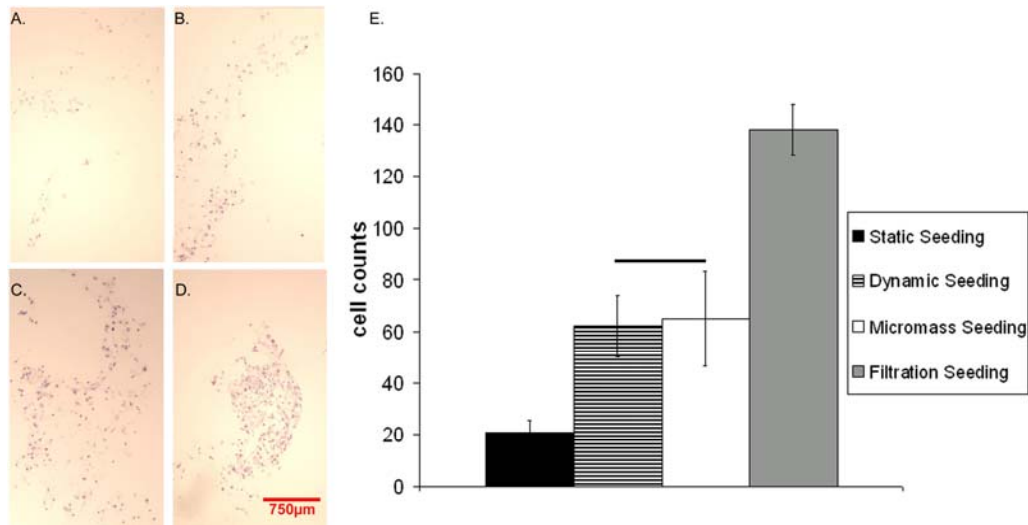 A.
B.
C.
D.
750µm
E.
160
140
120
100
80
60
40
20
0
cell counts
Static Seeding
Dynamic Seeding
Micromass Seeding
Filtration Seeding